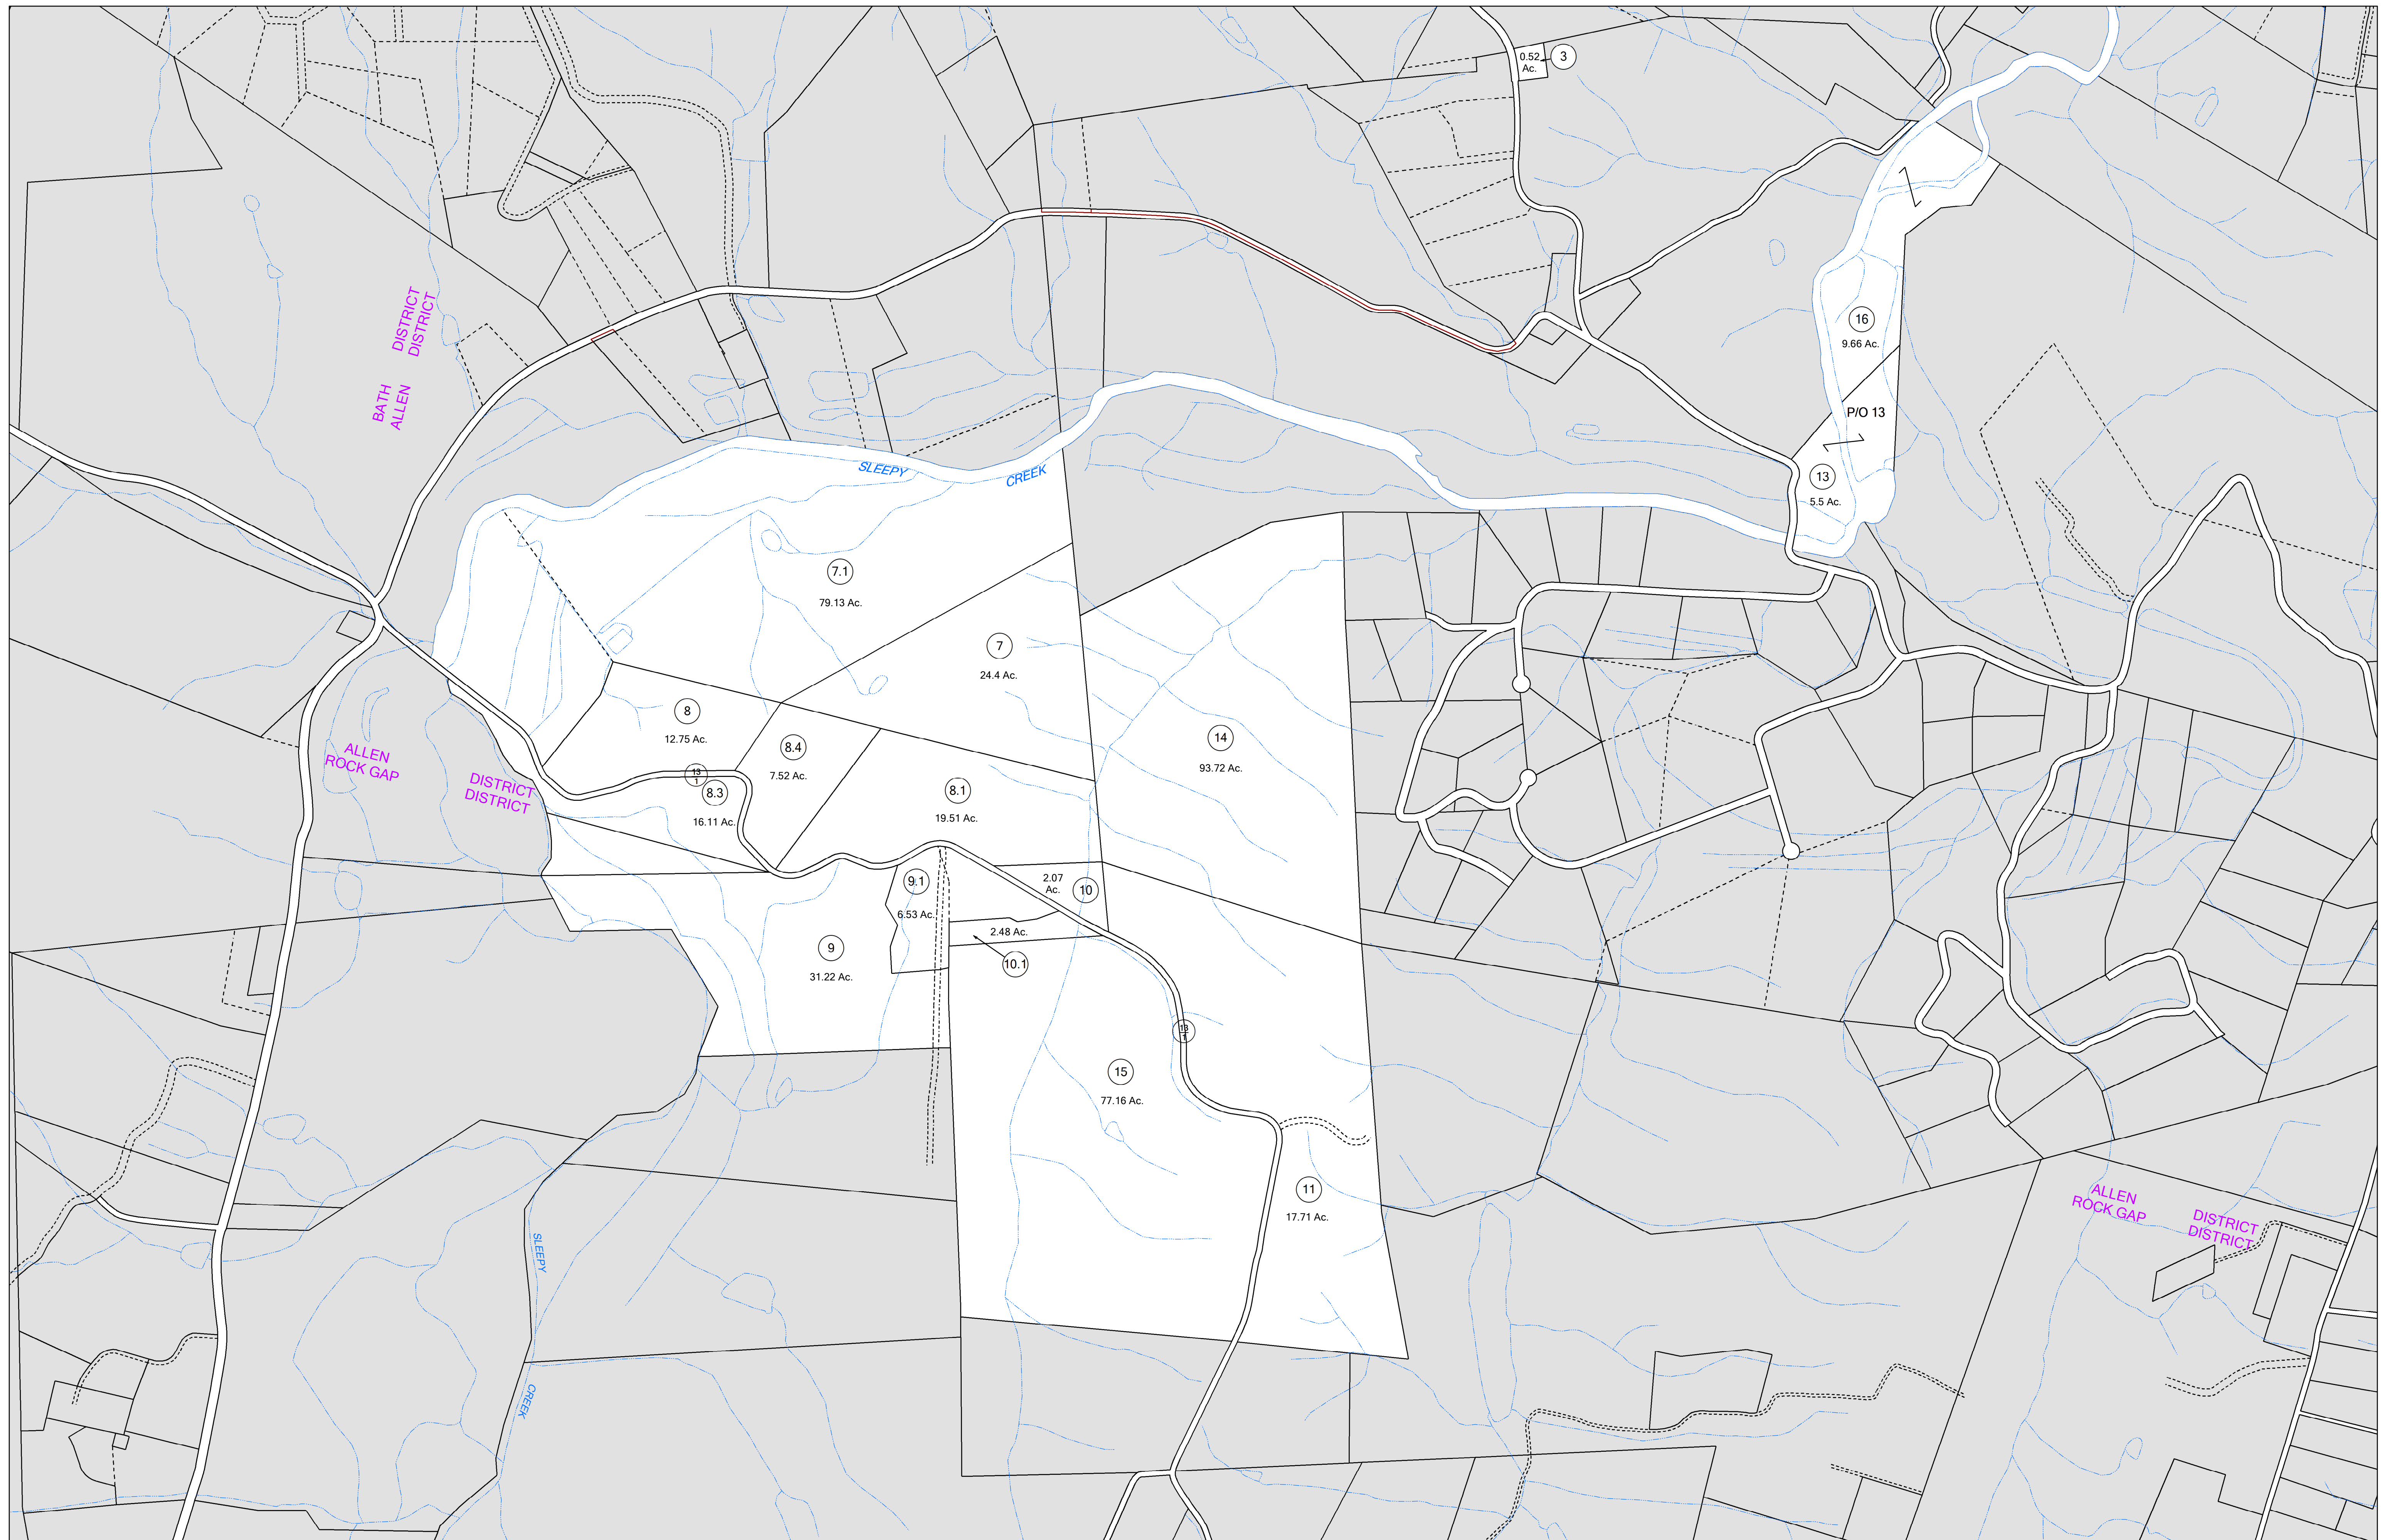 0.52
Ac.
3
DISTRICT
DISTRICT
BATH
ALLEN
16
9.66 Ac.
P/O 13
13
5.5 Ac.
SLEEPY
CREEK
7.1
79.13 Ac.
7
24.4 Ac.
8
12.75 Ac.
8.4
7.52 Ac.
14
93.72 Ac.
ALLEN
ROCK GAP
DISTRICT
DISTRICT
13
1
8.3
16.11 Ac.
8.1
19.51 Ac.
9.1
6.53 Ac.
2.07
Ac.
10
2.48 Ac.
10.1
9
31.22 Ac.
13
1
15
77.16 Ac.
11
17.71 Ac.
ALLEN
ROCK GAP
DISTRICT
DISTRICT
SLEEPY
CREEK